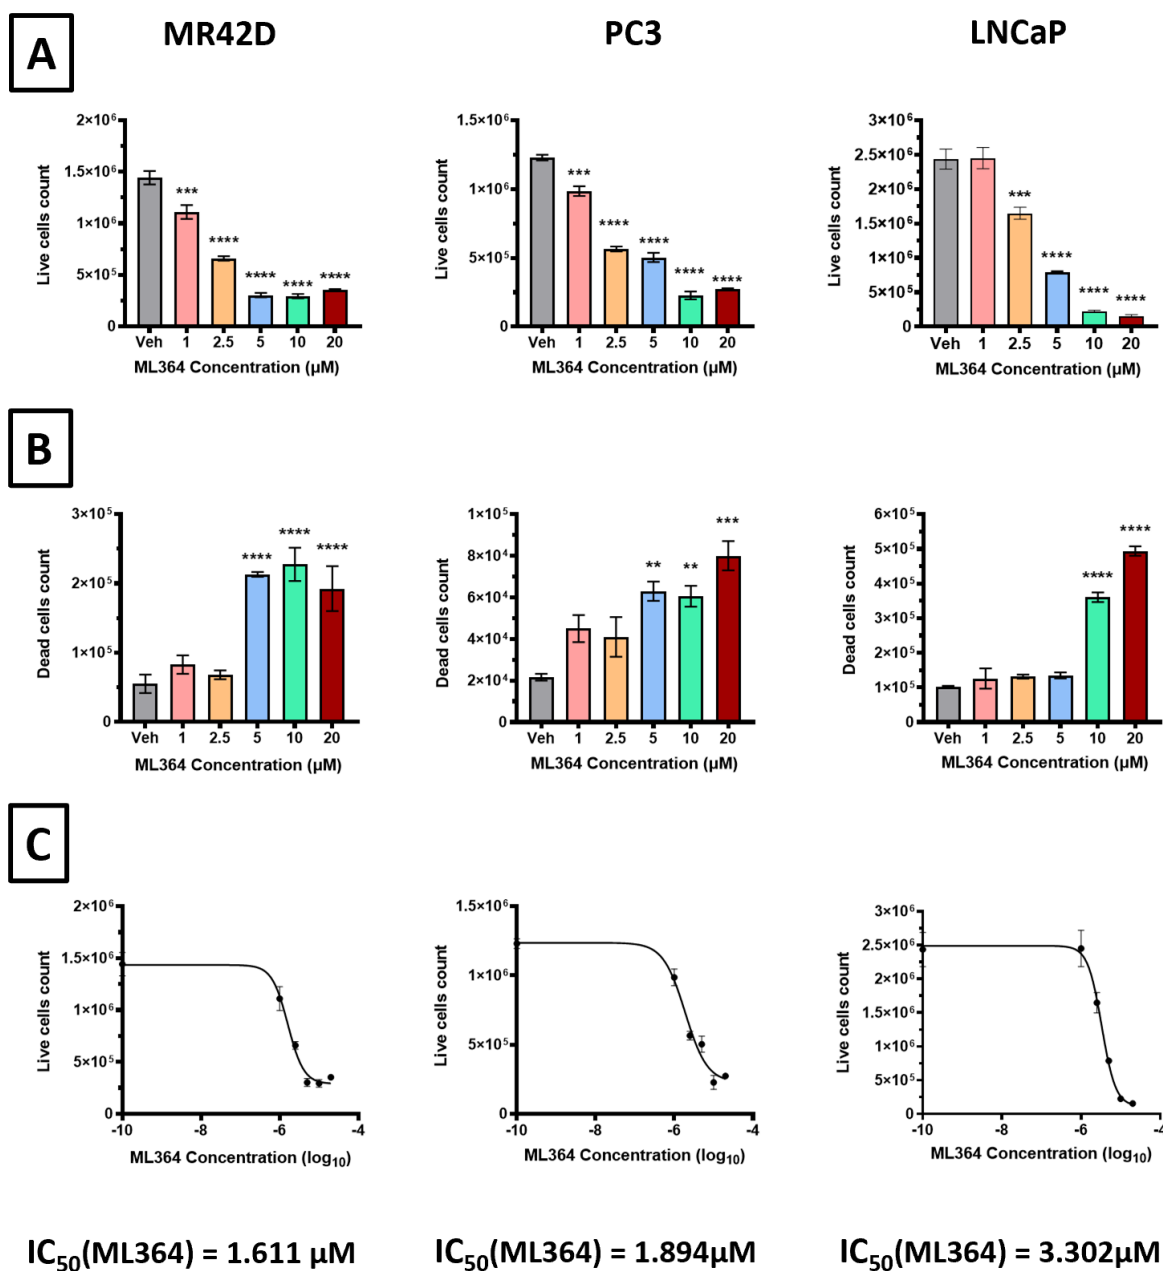 MR42D PC3 LNCaP
A
Live cells count
2×10⁶
1.5×10⁶
1×10⁶
5×10⁵
0
*** **** **** **** ****
Veh 1 2.5 5 10 20
ML364 Concentration (µM)
Live cells count
1.5×10⁶
1×10⁶
5×10⁵
0
*** **** **** **** ****
Veh 1 2.5 5 10 20
ML364 Concentration (µM)
Live cells count
3×10⁶
2.5×10⁶
2×10⁶
1.5×10⁶
1×10⁶
5×10⁵
0
*** **** **** ****
Veh 1 2.5 5 10 20
ML364 Concentration (µM)
B
Dead cells count
3×10⁵
2×10⁵
1×10⁵
0
**** **** ****
Veh 1 2.5 5 10 20
ML364 Concentration (µM)
Dead cells count
1×10⁵
8×10⁴
6×10⁴
4×10⁴
2×10⁴
0
** ** ***
Veh 1 2.5 5 10 20
ML364 Concentration (µM)
Dead cells count
6×10⁵
5×10⁵
4×10⁵
3×10⁵
2×10⁵
1×10⁵
0
**** ****
Veh 1 2.5 5 10 20
ML364 Concentration (µM)
C
Live cells count
2×10⁶
1.5×10⁶
1×10⁶
5×10⁵
0
-10 -8 -6 -4
ML364 Concentration (log₁₀)
Live cells count
1.5×10⁶
1×10⁶
5×10⁵
0
-10 -8 -6 -4
ML364 Concentration (log₁₀)
Live cells count
3×10⁶
2.5×10⁶
2×10⁶
1.5×10⁶
1×10⁶
5×10⁵
0
-10 -8 -6 -4
ML364 Concentration (log₁₀)
IC₅₀(ML364) = 1.611 µM IC₅₀(ML364) = 1.894µM IC₅₀(ML364) = 3.302µM